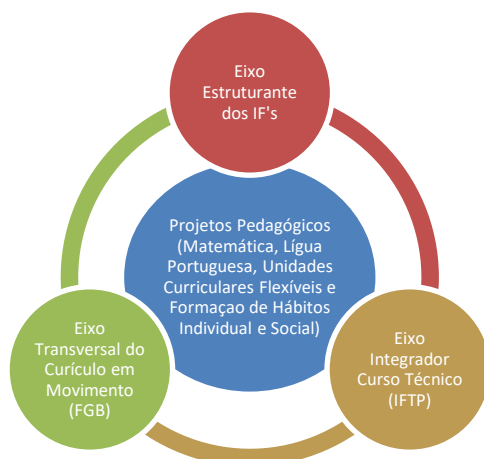 Eixo
Estruturante
dos IF's
Projetos Pedagógicos
(Matemática, Lígua
Portuguesa, Unidades
Curriculares Flexíveis e
Formaçao de Hábitos
Individual e Social)
Eixo
Transversal do
Curículo em
Movimento
(FGB)
Eixo
Integrador
Curso Técnico
(IFTP)